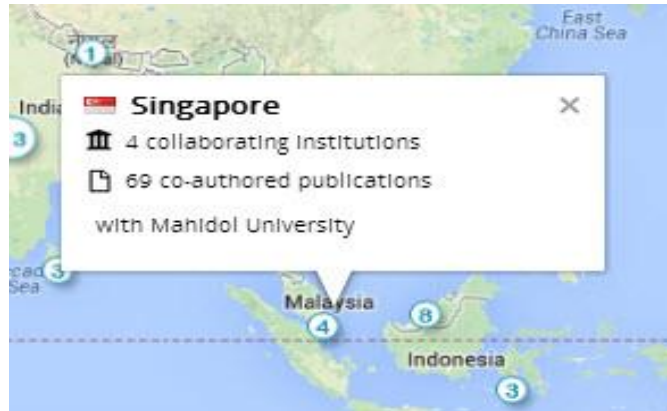 East
China Sea
नेपाल
1
India
Singapore
×
3
4 collaborating institutions
69 co-authored publications
with Mahidol University
3
Sea
Malaysia
4
8
Indonesia
3